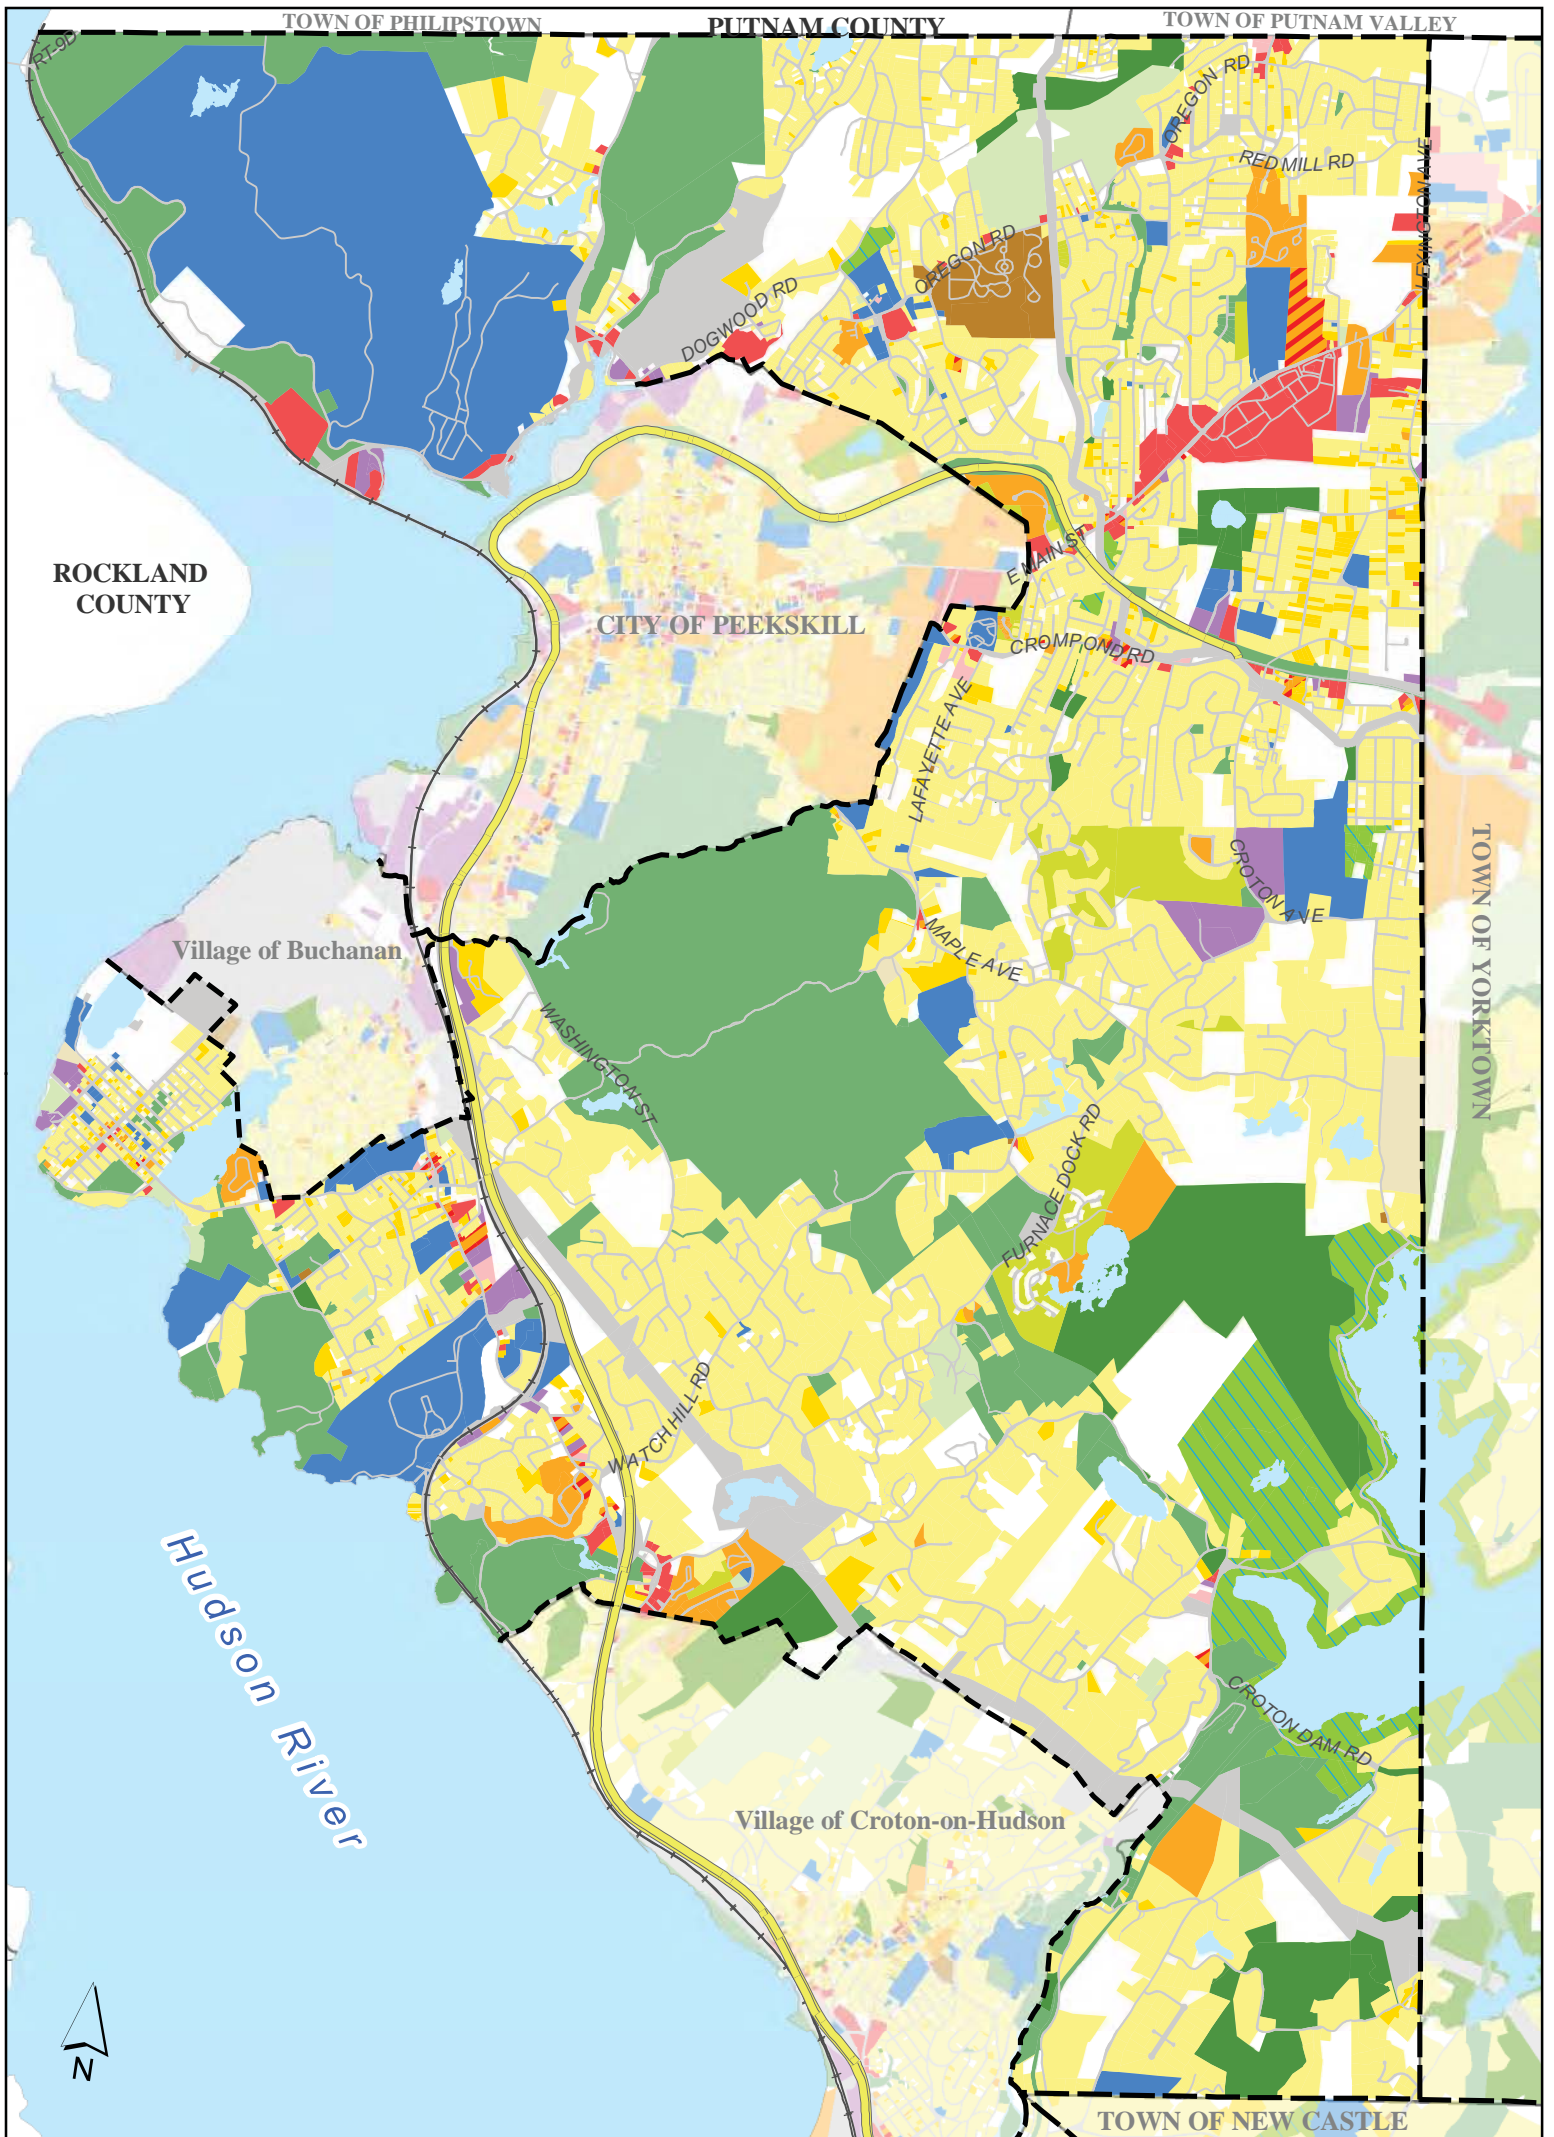 TOWN OF PHILIPSTOWN
PUTNAM COUNTY
TOWN OF PUTNAM VALLEY
RT-9D
OREGON RD
RED MILL RD
LEXINGTON AVE
OREGON RD
DOGWOOD RD
ROCKLAND
COUNTY
E MAIN ST
CITY OF PEEKSKILL
CROMPOND RD
LAFAYETTE AVE
CROTON AVE
TOWN OF YORKTOWN
Village of Buchanan
MAPLE AVE
WASHINGTON ST
FURNACE DOCK RD
WATCH HILL RD
Hudson River
CROTON DAM RD
Village of Croton-on-Hudson
N
TOWN OF NEW CASTLE